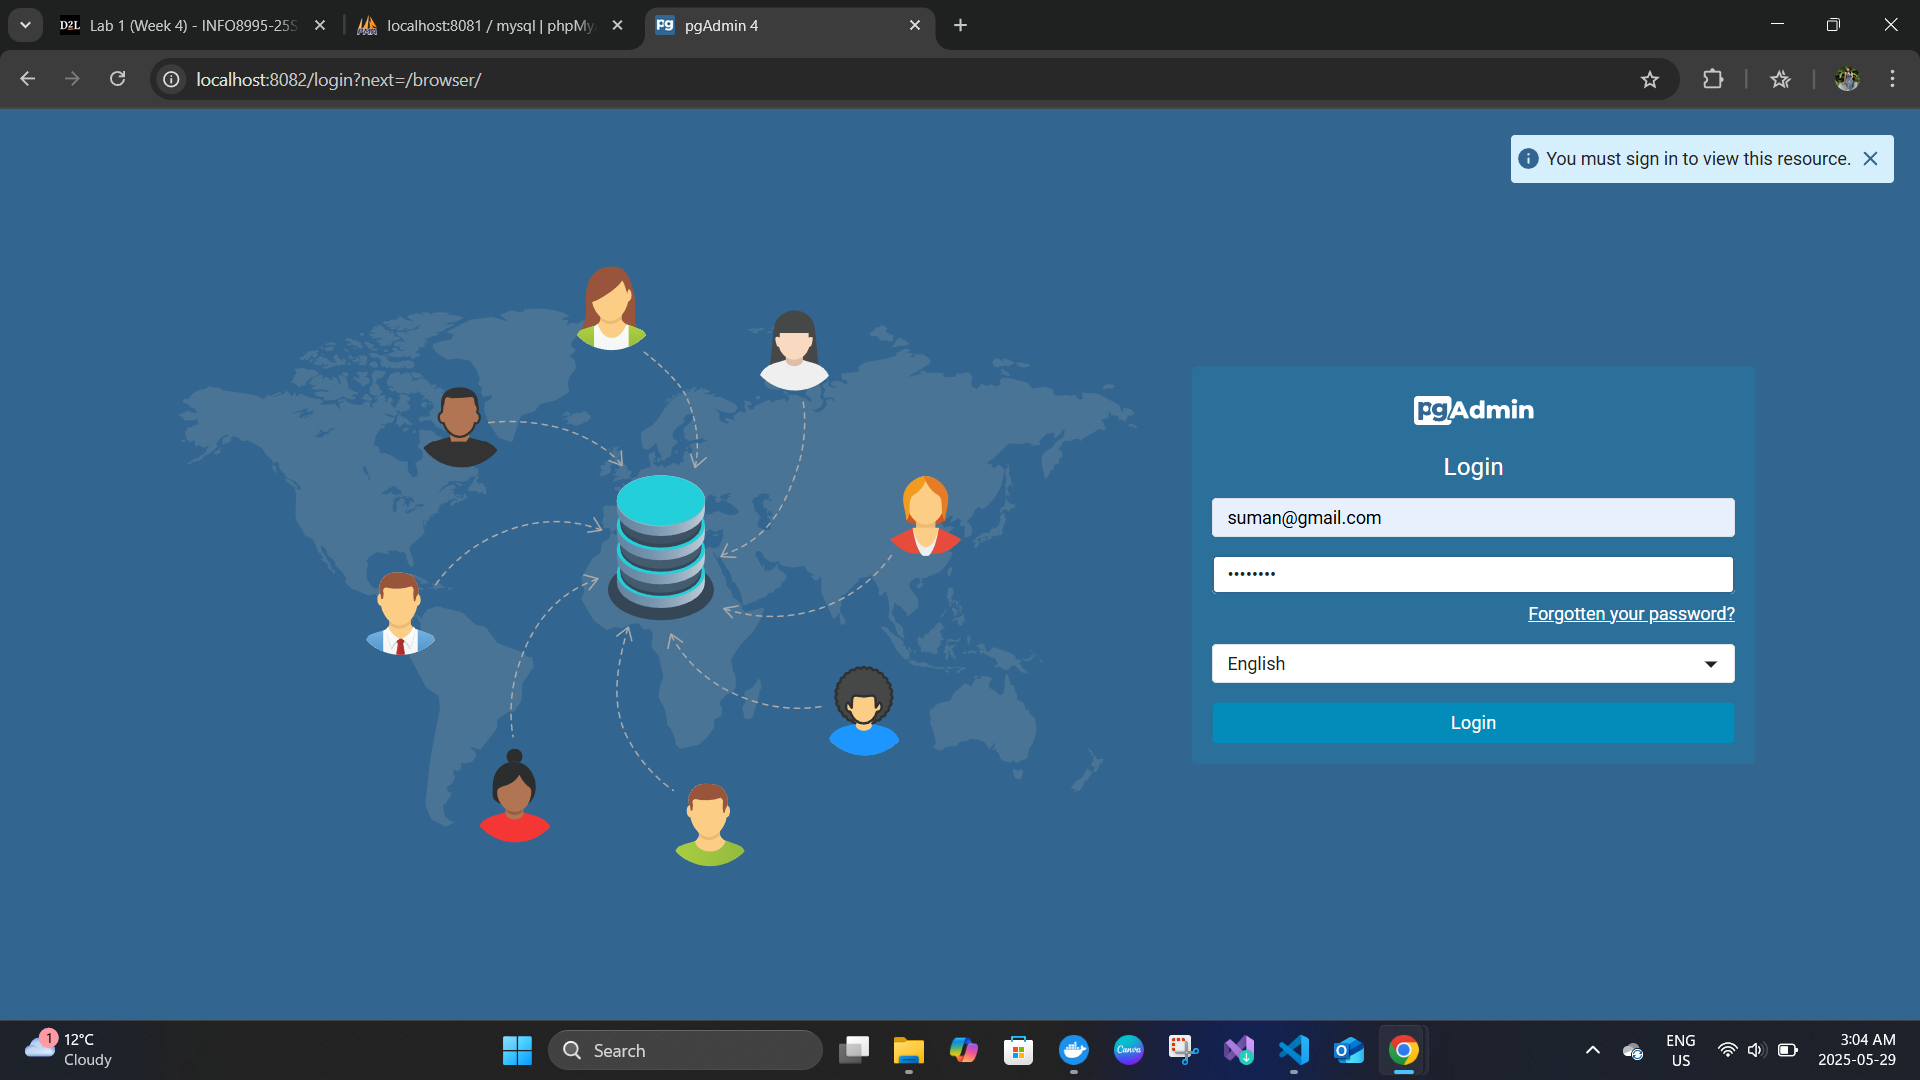 Lab 1 (Week 4) - INFO8995-25S
localhost:8081 / mysql | phpMy
pgAdmin 4
localhost:8082/login?next=/browser/
You must sign in to view this resource.
pgAdmin
Login
suman@gmail.com
••••••••
Forgotten your password?
English
Login
1
12°C
Cloudy
Search
Canva
ENG
US
3:04 AM
2025-05-29